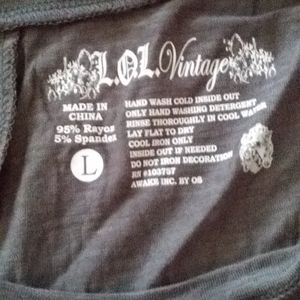 L.O.L. Vintage
MADE IN
CHINA
95% Rayos
5% Spandex
L
HAND WASH COLD INSIDE OUT
ONLY HAND WASHING DETERGENT
RINSE THOROUGHLY IN COOL WATER
LAY FLAT TO DRY
COOL IRON ONLY
INSIDE OUT IF NEEDED
DO NOT IRON DECORATION
RN #103757
AWAKE INC. BY OS